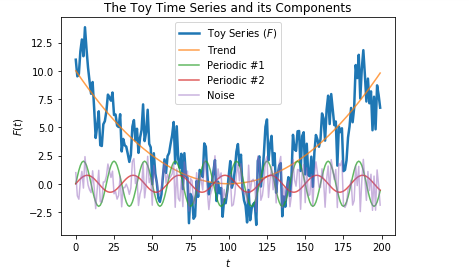 The Toy Time Series and its Components
Toy Series (F)
Trend
Periodic #1
Periodic #2
Noise
F(t)
12.5
10.0
7.5
5.0
2.5
0.0
−2.5
0 25 50 75 100 125 150 175 200
t